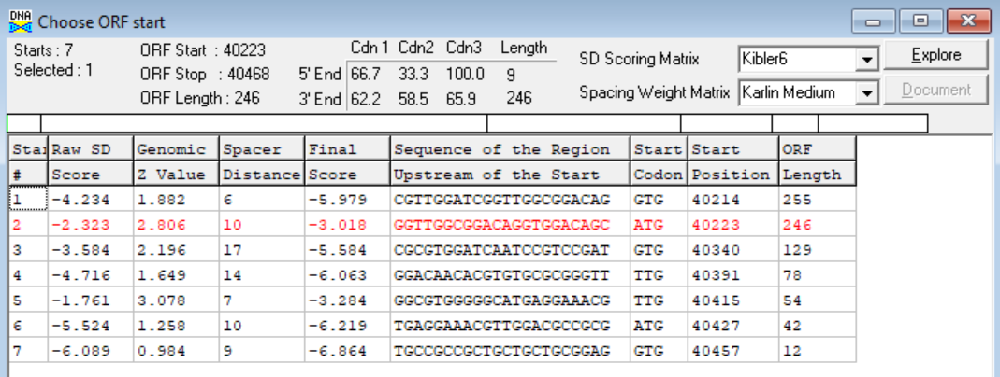 DNA Choose ORF start
Starts : 7 ORF Start : 40223 Cdn 1 Cdn2 Cdn3 Length SD Scoring Matrix Kibler6 Explore
Selected : 1 ORF Stop : 40468 5' End 66.7 33.3 100.0 9
ORF Length : 246 3' End 62.2 58.5 65.9 246 Spacing Weight Matrix Karlin Medium Document
Star Raw SD Genomic Spacer Final Sequence of the Region Start Start ORF
# Score Z Value Distance Score Upstream of the Start Codon Position Length
1 -4.234 1.882 6 -5.979 CGTTGGATCGGTTGGCGGACAG GTG 40214 255
2 -2.323 2.806 10 -3.018 GGTTGGCGGACAGGTGGACAGC ATG 40223 246
3 -3.584 2.196 17 -5.584 CGCGTGGATCAATCCGTCCGAT GTG 40340 129
4 -4.716 1.649 14 -6.063 GGACAACACGTGTGCGCGGGTT TTG 40391 78
5 -1.761 3.078 7 -3.284 GGCGTGGGGGCATGAGGAAACG TTG 40415 54
6 -5.524 1.258 10 -6.219 TGAGGAAACGTTGGACGCCGCG ATG 40427 42
7 -6.089 0.984 9 -6.864 TGCCGCCGCTGCTGCTGCGGAG GTG 40457 12